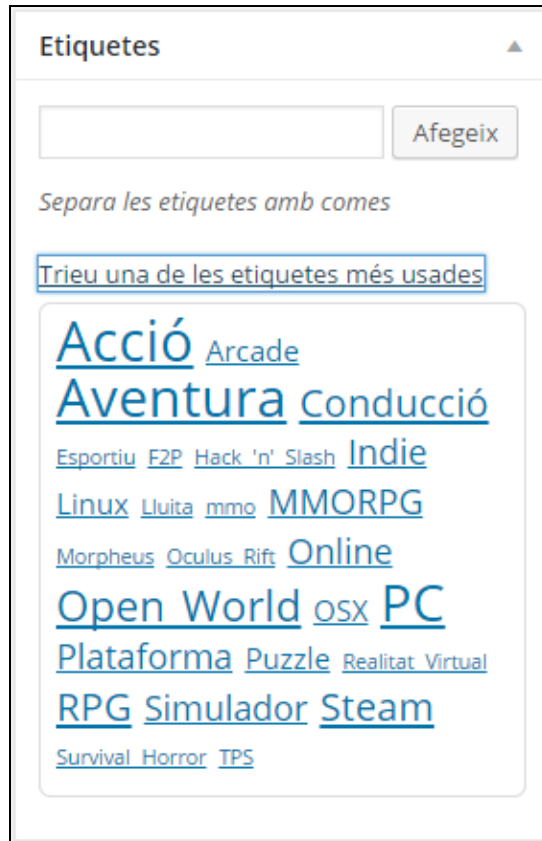 Etiquetes
Afegeix
Separa les etiquetes amb comes
Trieu una de les etiquetes més usades
Acció Arcade
Aventura Conducció
Esportiu F2P Hack 'n' Slash Indie
Linux Lluita mmo MMORPG
Morpheus Oculus Rift Online
Open World OSX PC
Plataforma Puzzle Realitat Virtual
RPG Simulador Steam
Survival Horror TPS